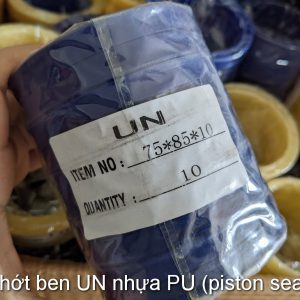 UN
ITEM NO : 75*85*10
QUANTITY : 10
hớt ben UN nhựa PU (piston sea